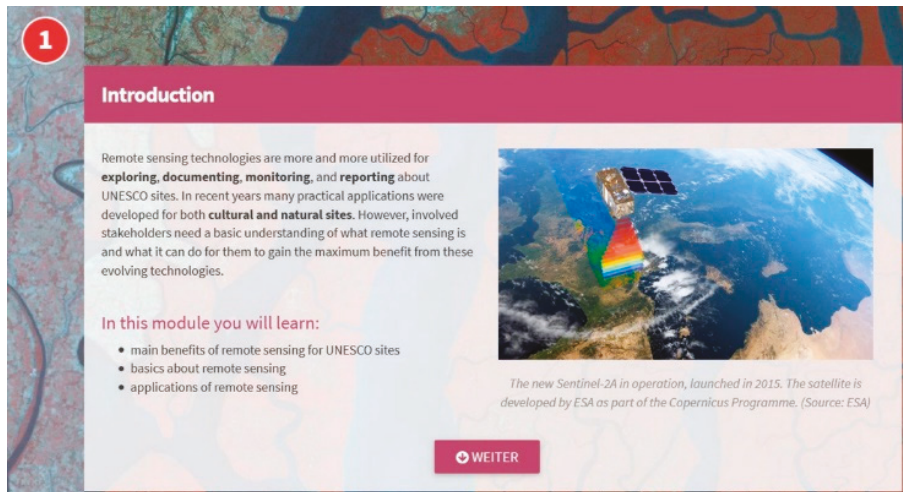 1
Introduction
Remote sensing technologies are more and more utilized for
exploring, documenting, monitoring, and reporting about
UNESCO sites. In recent years many practical applications were
developed for both cultural and natural sites. However, involved
stakeholders need a basic understanding of what remote sensing is
and what it can do for them to gain the maximum benefit from these
evolving technologies.
In this module you will learn:
• main benefits of remote sensing for UNESCO sites
• basics about remote sensing
• applications of remote sensing
The new Sentinel-2A in operation, launched in 2015. The satellite is
developed by ESA as part of the Copernicus Programme. (Source: ESA)
WEITER